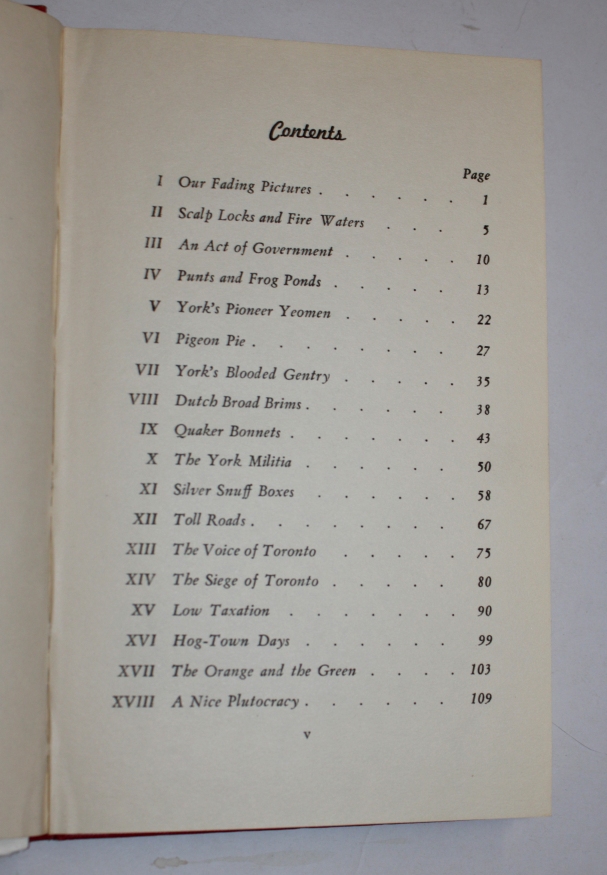 Contents
Page
I Our Fading Pictures . . . . . . 1
II Scalp Locks and Fire Waters . . . 5
III An Act of Government . . . . . 10
IV Punts and Frog Ponds . . . . . 13
V York's Pioneer Yeomen . . . . . 22
VI Pigeon Pie . . . . . . . . 27
VII York's Blooded Gentry . . . . . 35
VIII Dutch Broad Brims . . . . . . 38
IX Quaker Bonnets . . . . . . . 43
X The York Militia . . . . . . 50
XI Silver Snuff Boxes . . . . . . 58
XII Toll Roads . . . . . . . . 67
XIII The Voice of Toronto . . . . . 75
XIV The Siege of Toronto . . . . . 80
XV Low Taxation . . . . . . . 90
XVI Hog-Town Days . . . . . . 99
XVII The Orange and the Green . . . . 103
XVIII A Nice Plutocracy . . . . . . 109
v